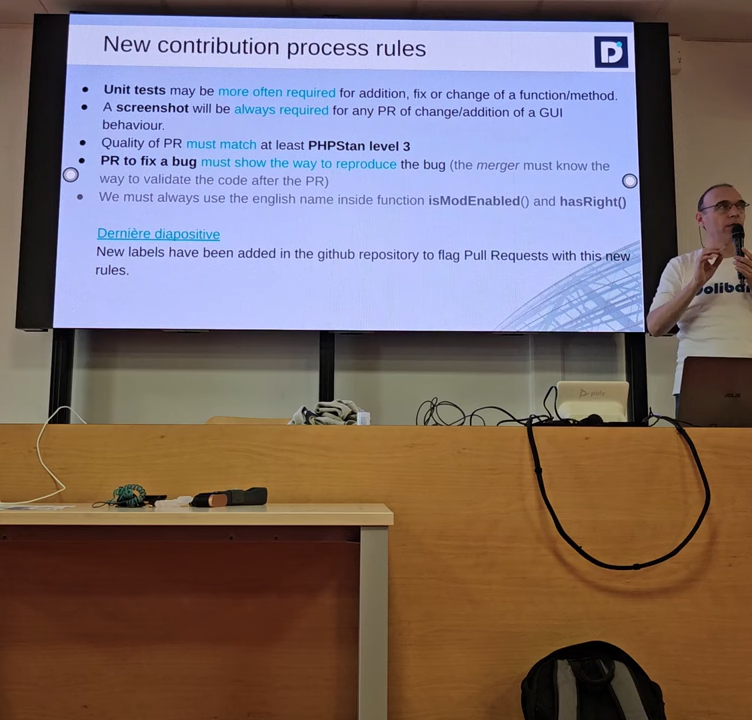 New contribution process rules
D
● Unit tests may be more often required for addition, fix or change of a function/method.
● A screenshot will be always required for any PR of change/addition of a GUI
behaviour.
● Quality of PR must match at least PHPStan level 3
● PR to fix a bug must show the way to reproduce the bug (the merger must know the
way to validate the code after the PR)
● We must always use the english name inside function isModEnabled() and hasRight()
Dernière diapositive
New labels have been added in the github repository to flag Pull Requests with this new
rules.